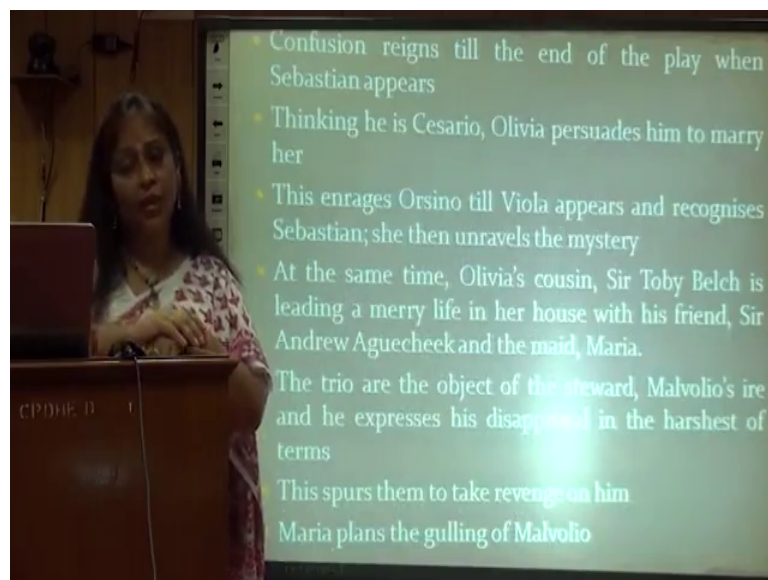 Confusion reigns till the end of the play when
Sebastian appears
Thinking he is Cesario, Olivia persuades him to marry
her
This enrages Orsino till Viola appears and recognises
Sebastian; she then unravels the mystery
At the same time, Olivia's cousin, Sir Toby Belch is
leading a merry life in her house with his friend, Sir
Andrew Aguecheek and the maid, Maria.
The trio are the object of the steward, Malvolio's ire
and he expresses his disapproval in the harshest of
terms
This spurs them to take revenge on him
Maria plans the gulling of Malvolio
CPDHE D